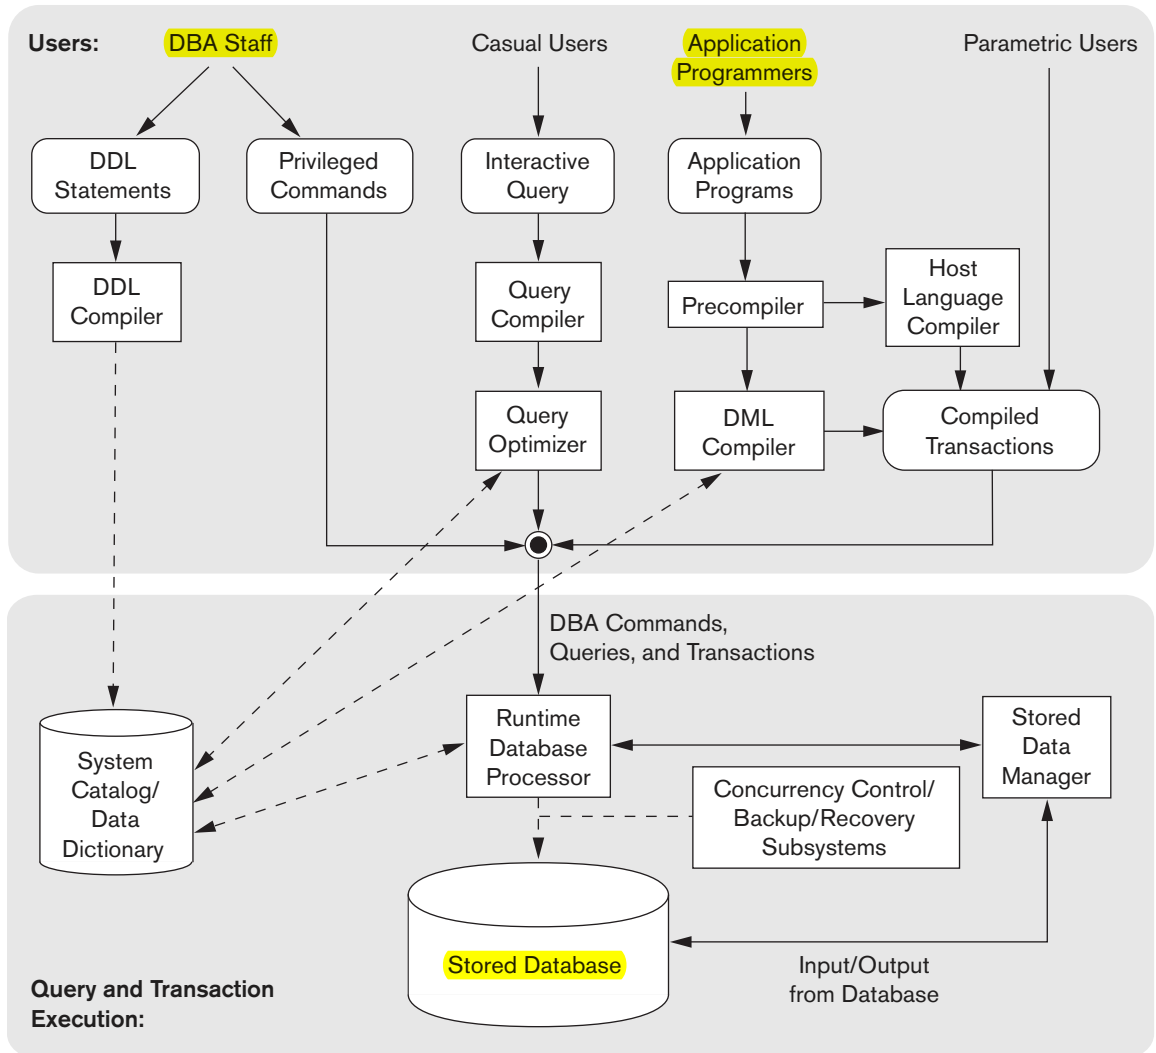 Users:
DBA Staff
Casual Users
Application
Programmers
Parametric Users
DDL
Statements
Privileged
Commands
Interactive
Query
Application
Programs
DDL
Compiler
Query
Compiler
Precompiler
Host
Language
Compiler
Query
Optimizer
DML
Compiler
Compiled
Transactions
DBA Commands,
Queries, and Transactions
System
Catalog/
Data
Dictionary
Runtime
Database
Processor
Stored
Data
Manager
Concurrency Control/
Backup/Recovery
Subsystems
Stored Database
Input/Output
from Database
Query and Transaction
Execution: